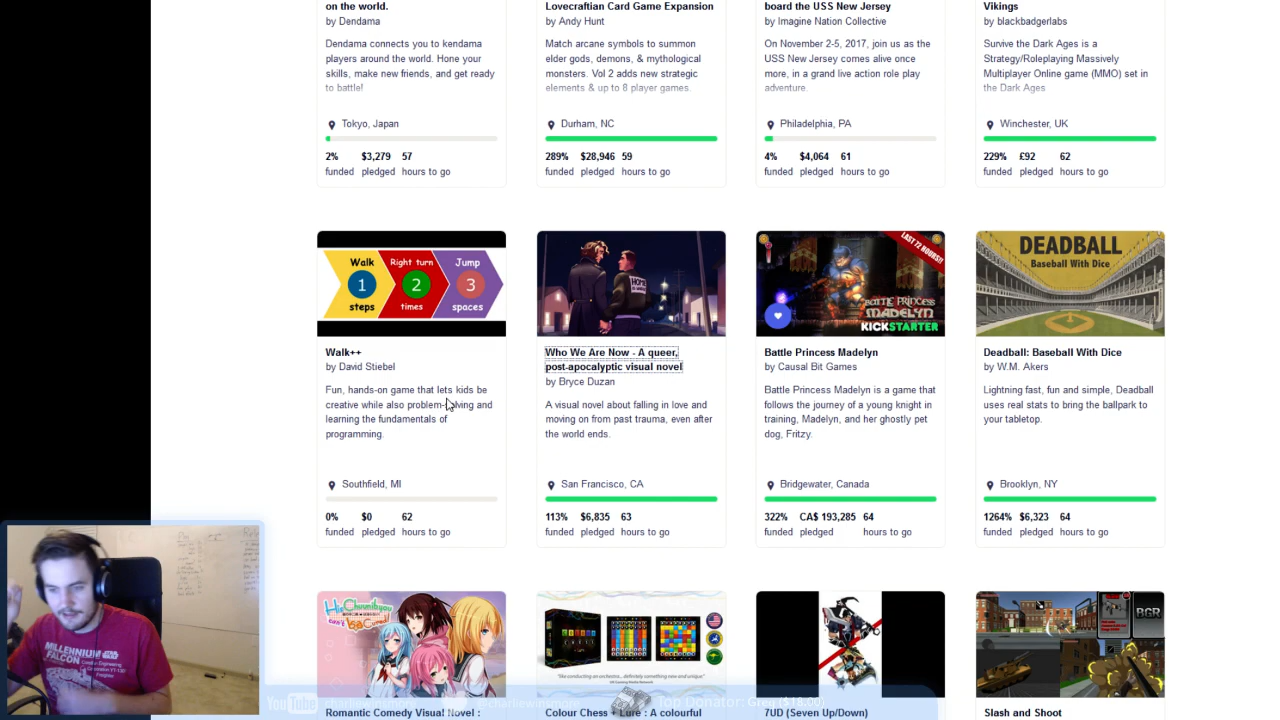 on the world.
by Dendama
Dendama connects you to kendama
players around the world. Hone your
skills, make new friends, and get ready
to battle!
Tokyo, Japan
2% $3,279 57
funded pledged hours to go
Lovecraftian Card Game Expansion
by Andy Hunt
Match arcane symbols to summon
elder gods, demons, & mythological
monsters. Vol 2 adds new strategic
elements & up to 8 player games.
Durham, NC
289% $28,946 59
funded pledged hours to go
board the USS New Jersey
by Imagine Nation Collective
On November 2-5, 2017, join us as the
USS New Jersey comes alive once
more, in a grand live action role play
adventure.
Philadelphia, PA
4% $4,064 61
funded pledged hours to go
Vikings
by blackbadgerlabs
Survive the Dark Ages is a
Strategy/Roleplaying Massively
Multiplayer Online game (MMO) set in
the Dark Ages
Winchester, UK
229% £92 62
funded pledged hours to go
Walk Right turn Jump
1 2 3
steps times spaces
Walk++
by David Stiebel
Fun, hands-on game that lets kids be
creative while also problem-solving and
learning the fundamentals of
programming.
Southfield, MI
0% $0 62
funded pledged hours to go
HOME
Who We Are Now - A queer,
post-apocalyptic visual novel
by Bryce Duzan
A visual novel about falling in love and
moving on from past trauma, even after
the world ends.
San Francisco, CA
113% $6,835 63
funded pledged hours to go
LAST 72 HOURS!!
BATTLE PRINCESS
MADELYN
KICKSTARTER
Battle Princess Madelyn
by Causal Bit Games
Battle Princess Madelyn is a game that
follows the journey of a young knight in
training, Madelyn, and her ghostly pet
dog, Fritzy.
Bridgewater, Canada
322% CA$ 193,285 64
funded pledged hours to go
DEADBALL
Baseball With Dice
Deadball: Baseball With Dice
by W.M. Akers
Lightning fast, fun and simple, Deadball
uses real stats to bring the ballpark to
your tabletop.
Brooklyn, NY
1264% $6,323 64
funded pledged hours to go
Romantic Comedy Visual Novel :
Colour Chess + Lure : A colourful
7UD (Seven Up/Down)
BGR
Slash and Shoot
MILLENNIUM
FALCON
YouTube
Top Donator: Greg ($18.00)